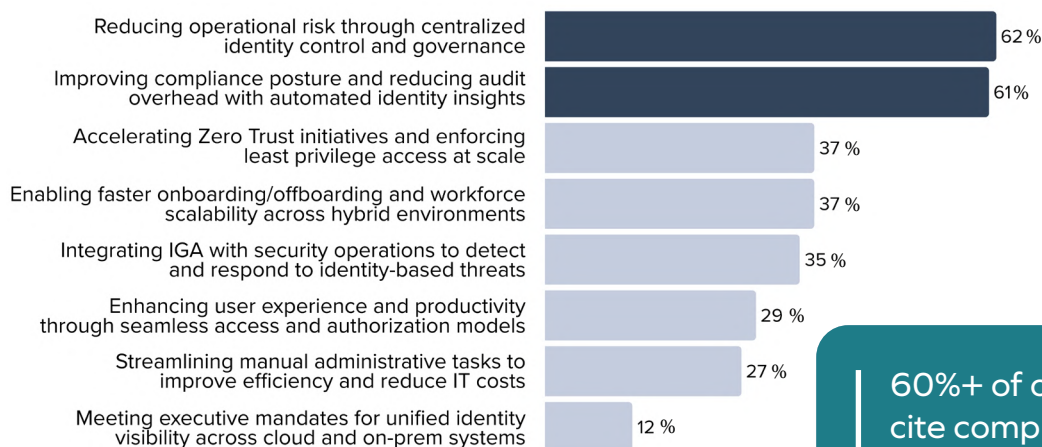 Reducing operational risk through centralized
identity control and governance
62 %
Improving compliance posture and reducing audit
overhead with automated identity insights
61%
Accelerating Zero Trust initiatives and enforcing
least privilege access at scale
37 %
Enabling faster onboarding/offboarding and workforce
scalability across hybrid environments
37 %
Integrating IGA with security operations to detect
and respond to identity-based threats
35 %
Enhancing user experience and productivity
through seamless access and authorization models
29 %
Streamlining manual administrative tasks to
improve efficiency and reduce IT costs
27 %
Meeting executive mandates for unified identity
visibility across cloud and on-prem systems
12 %
60%+ of
cite